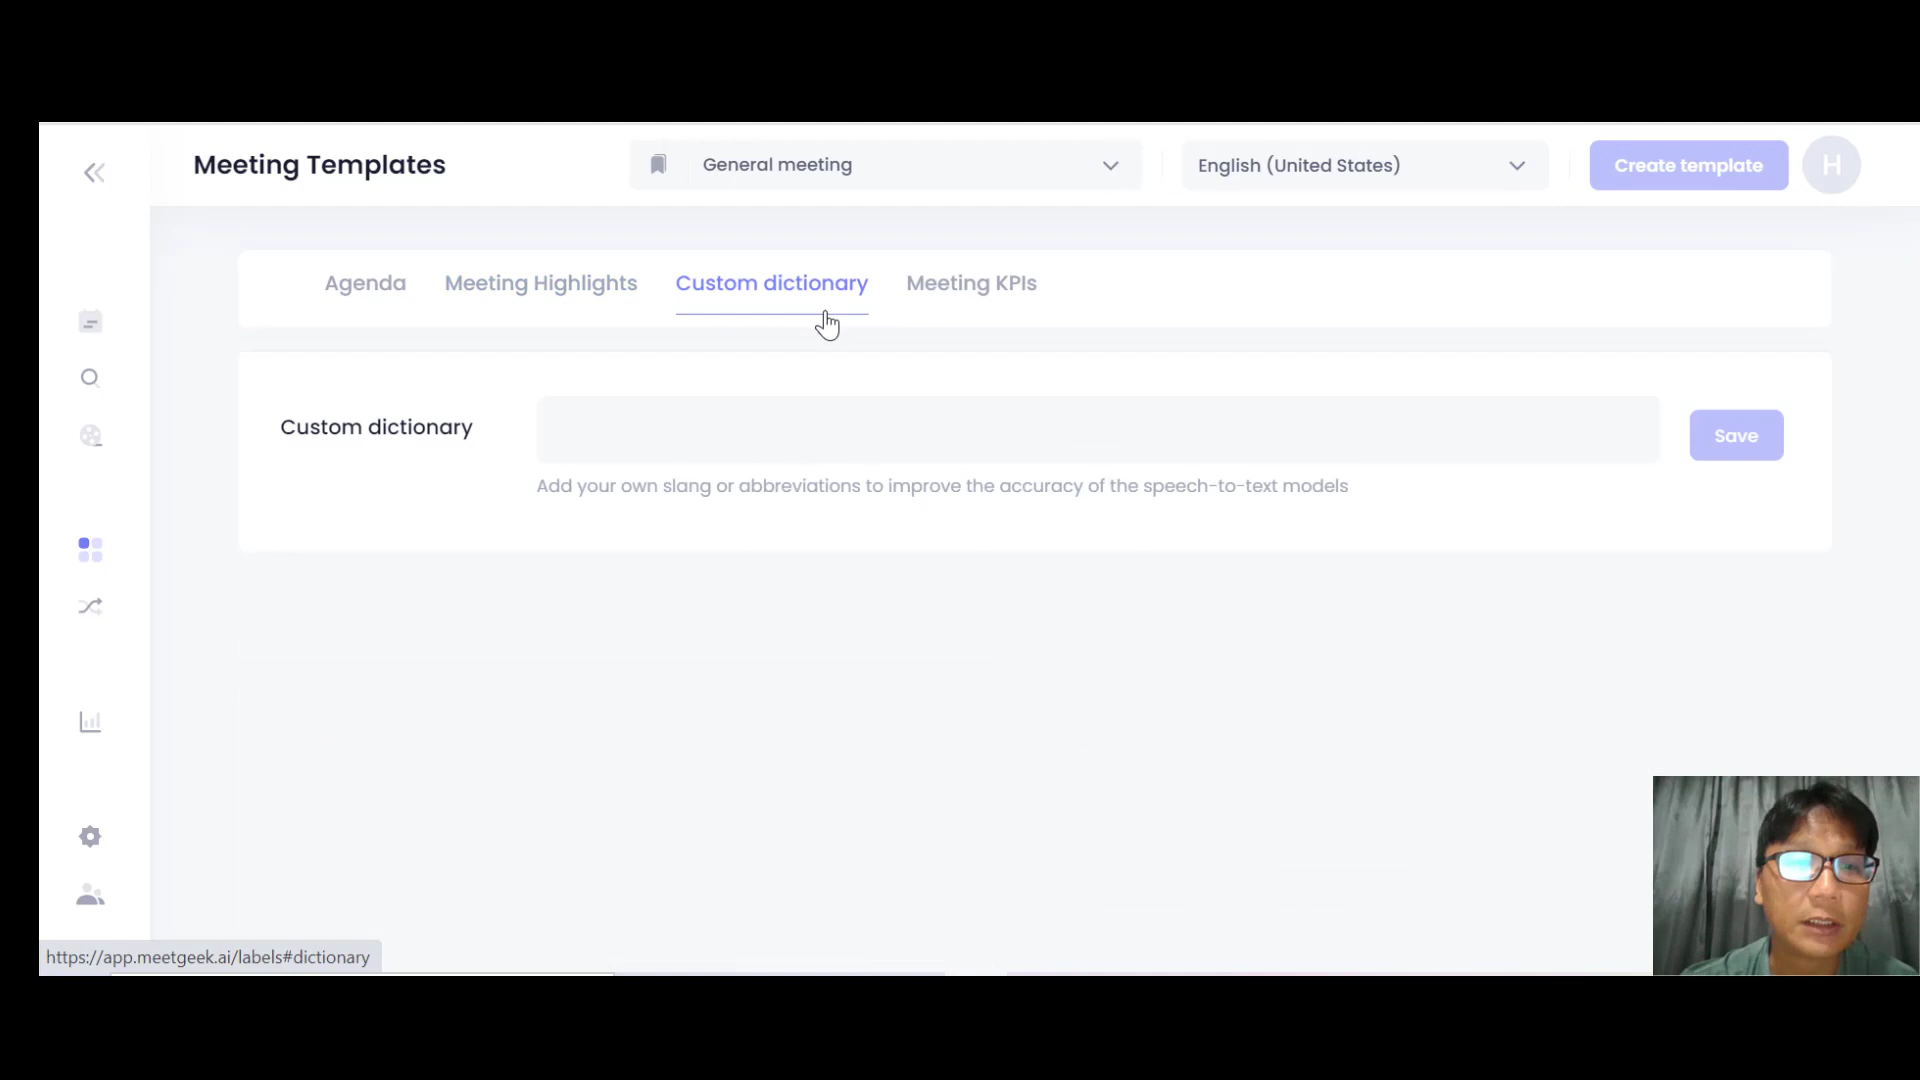 Meeting Templates
General meeting
English (United States)
Create template
H
Agenda
Meeting Highlights
Custom dictionary
Meeting KPIs
Custom dictionary
Save
Add your own slang or abbreviations to improve the accuracy of the speech-to-text models
https://app.meetgeek.ai/labels#dictionary